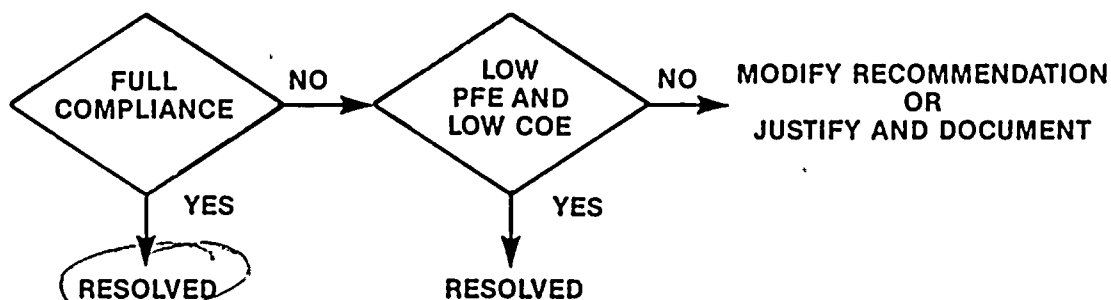 FULL
COMPLIANCE
NO
LOW
PFE AND
LOW COE
NO
MODIFY RECOMMENDATION
OR
JUSTIFY AND DOCUMENT
YES
YES
RESOLVED
RESOLVED